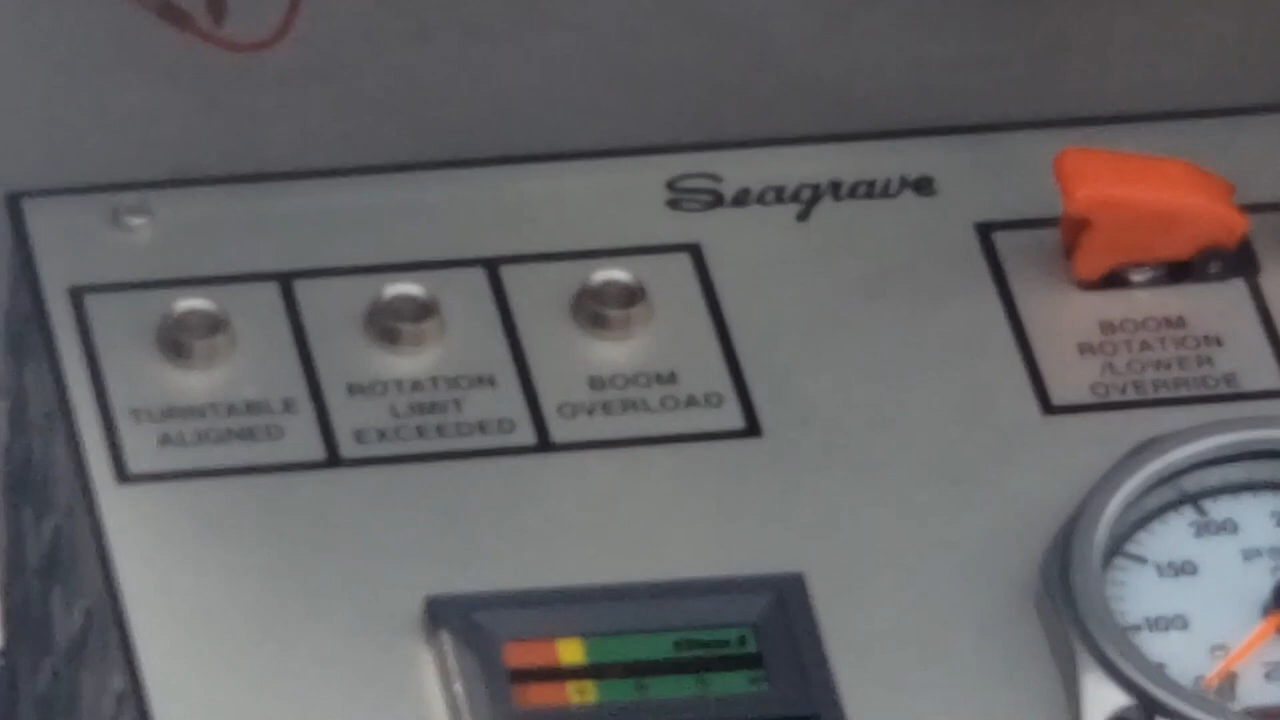 Seagrave
TURNTABLE
ALIGNED
ROTATION
LIMIT
EXCEEDED
BOOM
OVERLOAD
BOOM
ROTATION
/LOWER
OVERRIDE
200
150
100